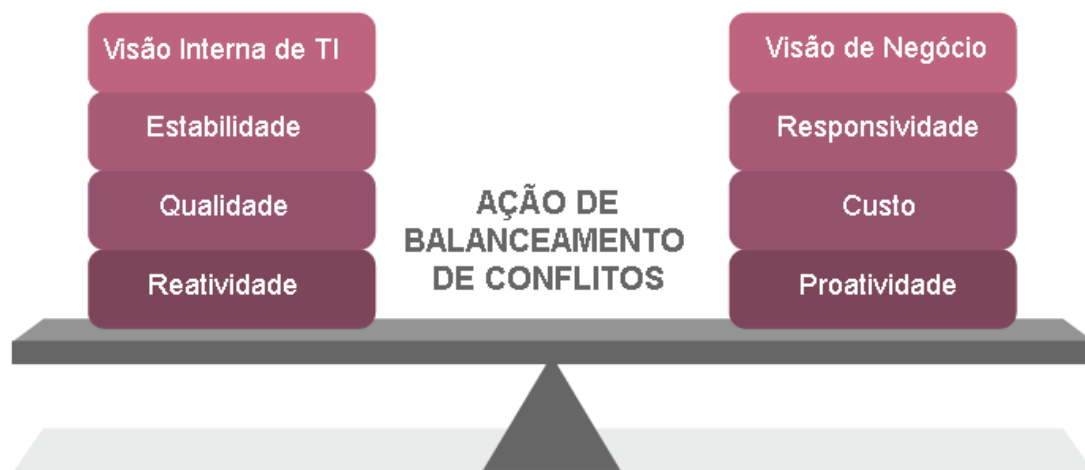 Visão Interna de TI
Estabilidade
Qualidade
Reatividade
AÇÃO DE
BALANCEAMENTO
DE CONFLITOS
Visão de Negócio
Responsividade
Custo
Proatividade